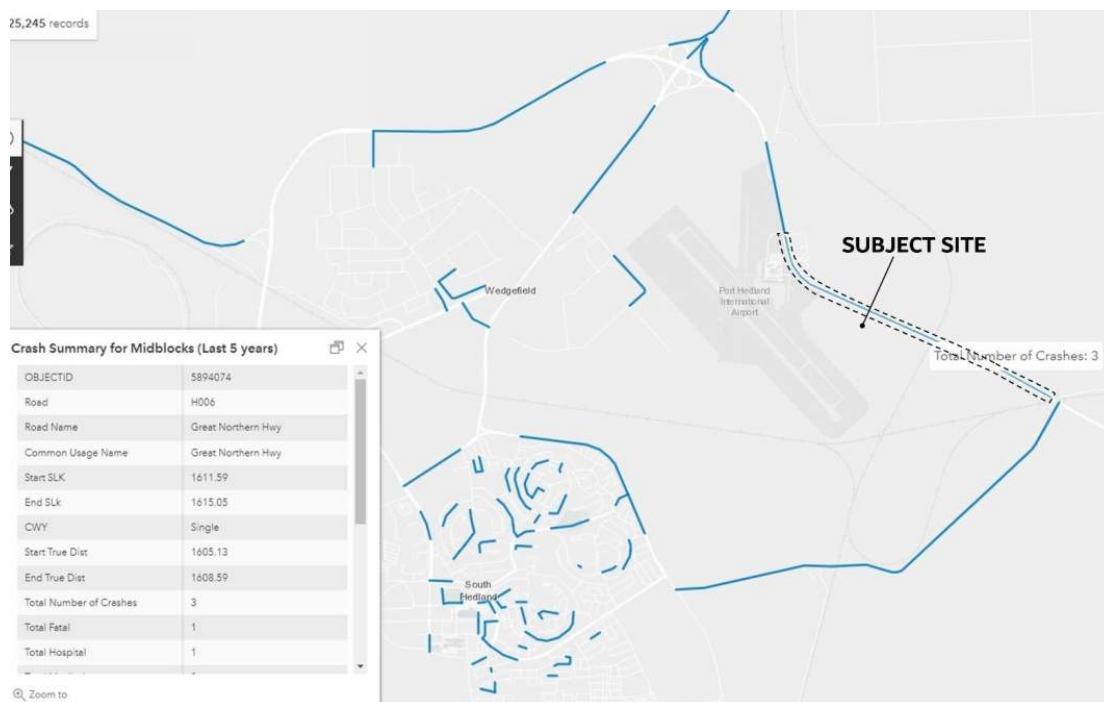 25,245 records
SUBJECT SITE
Wedgefield
Port Hedland
International
Airport
Total Number of Crashes: 3
Crash Summary for Midblocks (Last 5 years)
OBJECTID 5894074
Road H006
Road Name Great Northern Hwy
Common Usage Name Great Northern Hwy
Start SLK 1611.59
End SLk 1615.05
CWY Single
Start True Dist 1605.13
End True Dist 1608.59
Total Number of Crashes 3
Total Fatal 1
Total Hospital 1
Zoom to
South
Hedland